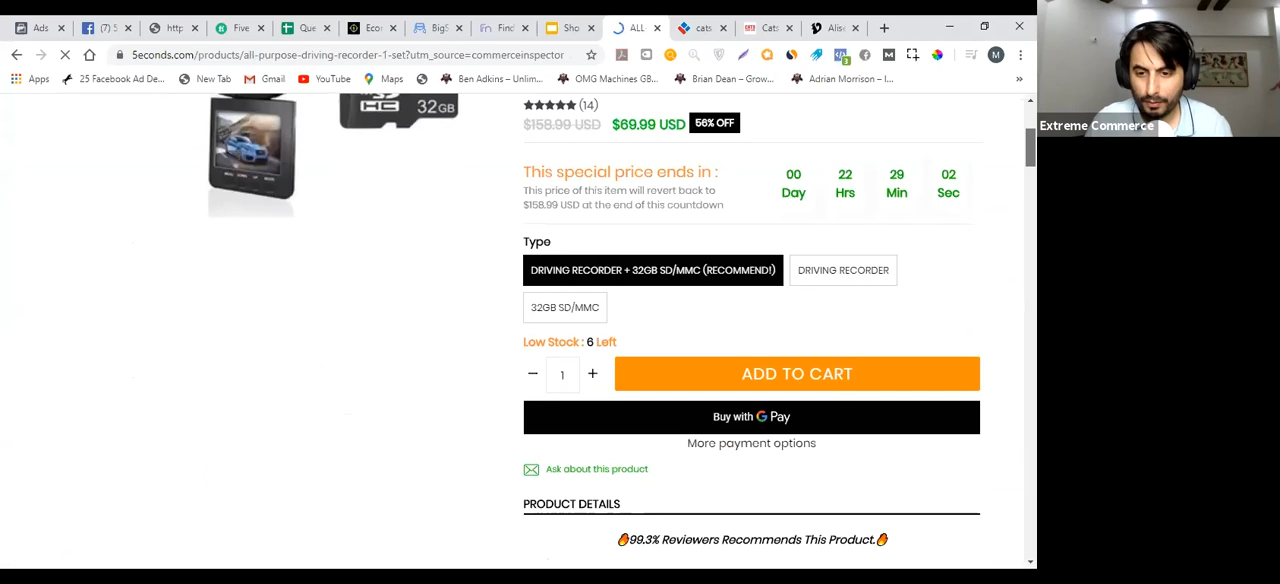 Ads
(7) 5
http
Five
Que
Eco
BigS
Find
Sho
ALL
cats
Cats
Alise
5econds.com/products/all-purpose-driving-recorder-1-set?utm_source=commerceinspector
Apps
25 Facebook Ad De...
New Tab
Gmail
YouTube
Maps
Ben Adkins – Unlim...
OMG Machines GB...
Brian Dean – Grow...
Adrian Morrison – I...
»
Extreme Commerce
HC 32GB
★★★★★ (14)
$158.99 USD $69.99 USD 56% OFF
This special price ends in :
This price of this item will revert back to
$158.99 USD at the end of this countdown
00 22 29 02
Day Hrs Min Sec
Type
DRIVING RECORDER + 32GB SD/MMC (RECOMMEND!) DRIVING RECORDER
32GB SD/MMC
Low Stock : 6 Left
− 1 + ADD TO CART
Buy with G Pay
More payment options
Ask about this product
PRODUCT DETAILS
🔥99.3% Reviewers Recommends This Product.🔥